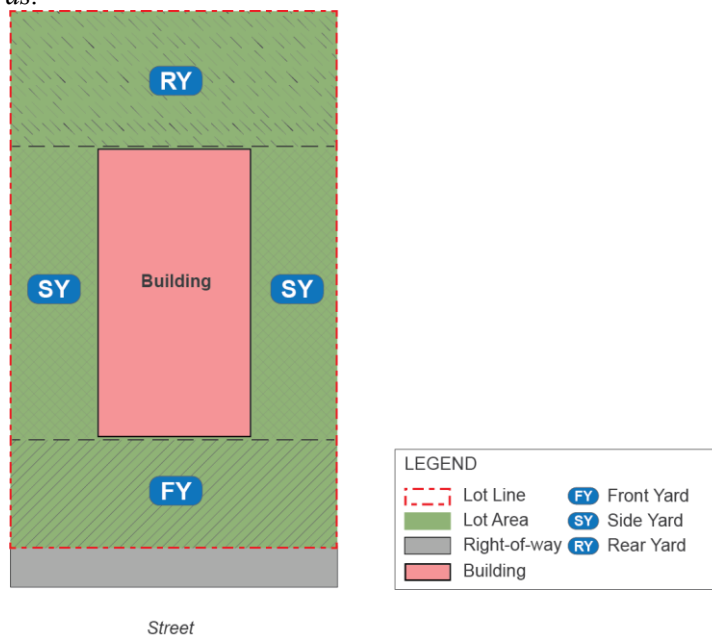 as.
RY
SY
Building
SY
FY
LEGEND
Lot Line
FY Front Yard
Lot Area
SY Side Yard
Right-of-way
RY Rear Yard
Building
Street